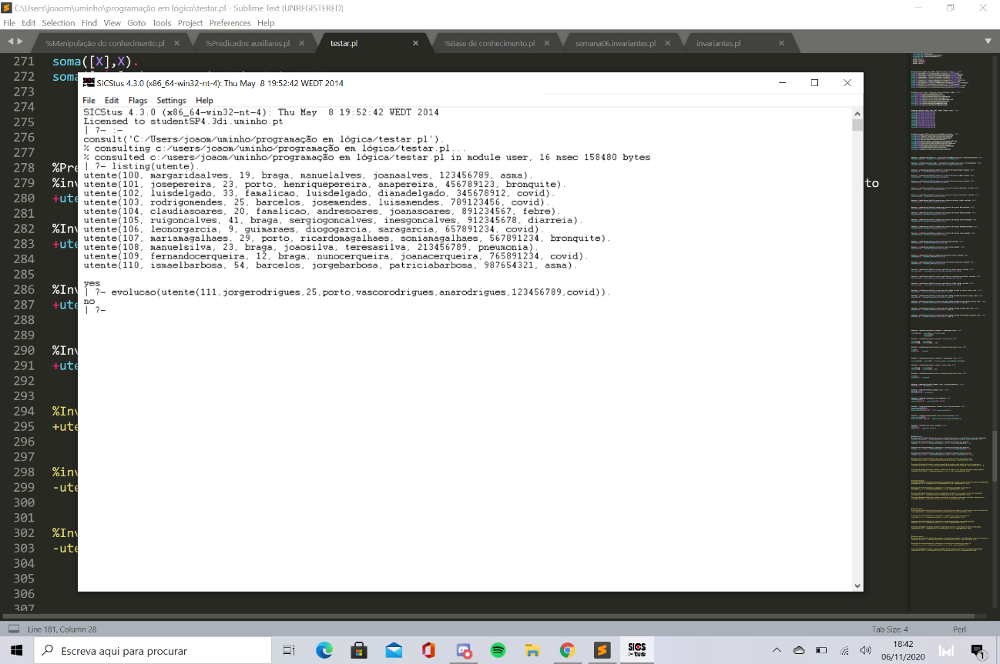 C:\Users\joaom\uminho\programação em lógica\testar.pl - Sublime Text (UNREGISTERED)
File Edit Selection Find View Goto Tools Project Preferences Help
%Manipulação do conhecimento.pl %Predicados auxiliares.pl testar.pl %Base de conhecimento.pl semana06.invariantes.pl invariantes.pl
271 soma([X],X).
272 soma
SICStus 4.3.0 (x86_64-win32-nt-4): Thu May 8 19:52:42 WEDT 2014
File Edit Flags Settings Help
SICStus 4.3.0 (x86_64-win32-nt-4): Thu May 8 19:52:42 WEDT 2014
Licensed to studentSP4.3di.uminho.pt
| ?- :-
consult('C:/Users/joaom/uminho/programação em lógica/testar.pl').
% consulting c:/users/joaom/uminho/programação em lógica/testar.pl...
% consulted c:/users/joaom/uminho/programação em lógica/testar.pl in module user, 16 msec 158480 bytes
| ?- listing(utente).
utente(100, margaridaalves, 19, braga, manuelalves, joanaalves, 123456789, asma).
utente(101, josepereira, 23, porto, henriquepereira, anapereira, 456789123, bronquite).
utente(102, luisdelgado, 33, famalicao, luisdelgado, dianadelgado, 345678912, covid).
utente(103, rodrigomendes, 25, barcelos, josemendes, luisamendes, 789123456, covid).
utente(104, claudiasoares, 20, famalicao, andresoares, joanasoares, 891234567, febre).
utente(105, ruigoncalves, 41, braga, sergiogoncalves, inesgoncalves, 912345678, diarreia).
utente(106, leonorgarcia, 9, guimaraes, diogogarcia, saragarcia, 657891234, covid).
utente(107, mariamagalhaes, 29, porto, ricardomagalhaes, soniamagalhaes, 567891234, bronquite).
utente(108, manuelsilva, 23, braga, joaosilva, teresasilva, 213456789, pneumonia).
utente(109, fernandocerqueira, 12, braga, nunocerqueira, joanacerqueira, 765891234, covid).
utente(110, ismaelbarbosa, 54, barcelos, jorgebarbosa, patriciabarbosa, 987654321, asma).
yes
| ?- evolucao(utente(111,jorgerodrigues,25,porto,vascorodrigues,anarodrigues,123456789,covid)).
no
| ?-
273
274
275
276
277
278 %Pre
279 %inv to
280 +ute
281
282 %Inv
283 +ute
284
285
286 %Inv
287 +ute
288
289
290 %Inv
291 +ute
292
293
294 %Inv
295 +ute
296
297
298 %inv
299 -ute
300
301
302 %Inv
303 -ute
304
305
306
307
Line 181, Column 28 Tab Size: 4 Perl
Escreva aqui para procurar
SICS
:-tus
18:42
06/11/2020
1